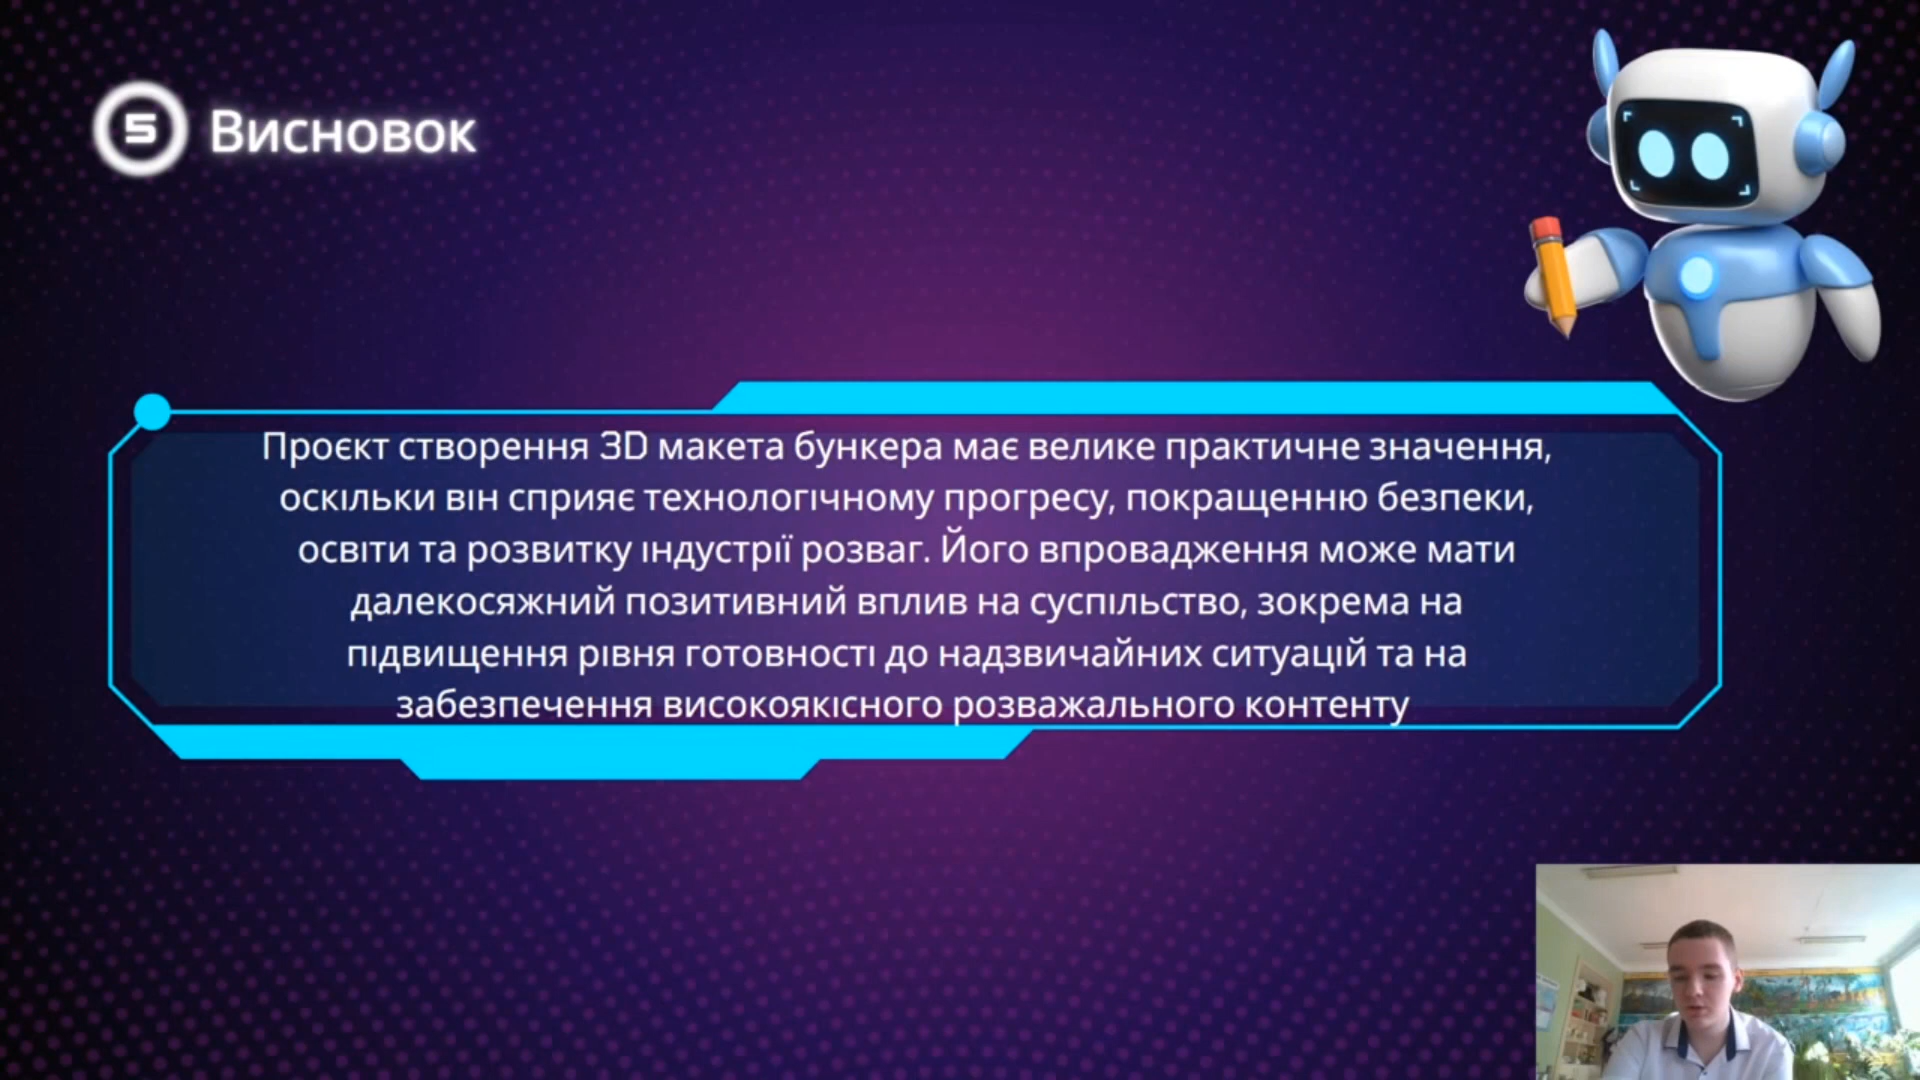 5 Висновок
Проєкт створення 3D макета бункера має велике практичне значення,
оскільки він сприяє технологічному прогресу, покращенню безпеки,
освіти та розвитку індустрії розваг. Його впровадження може мати
далекосяжний позитивний вплив на суспільство, зокрема на
підвищення рівня готовності до надзвичайних ситуацій та на
забезпечення високоякісного розважального контенту